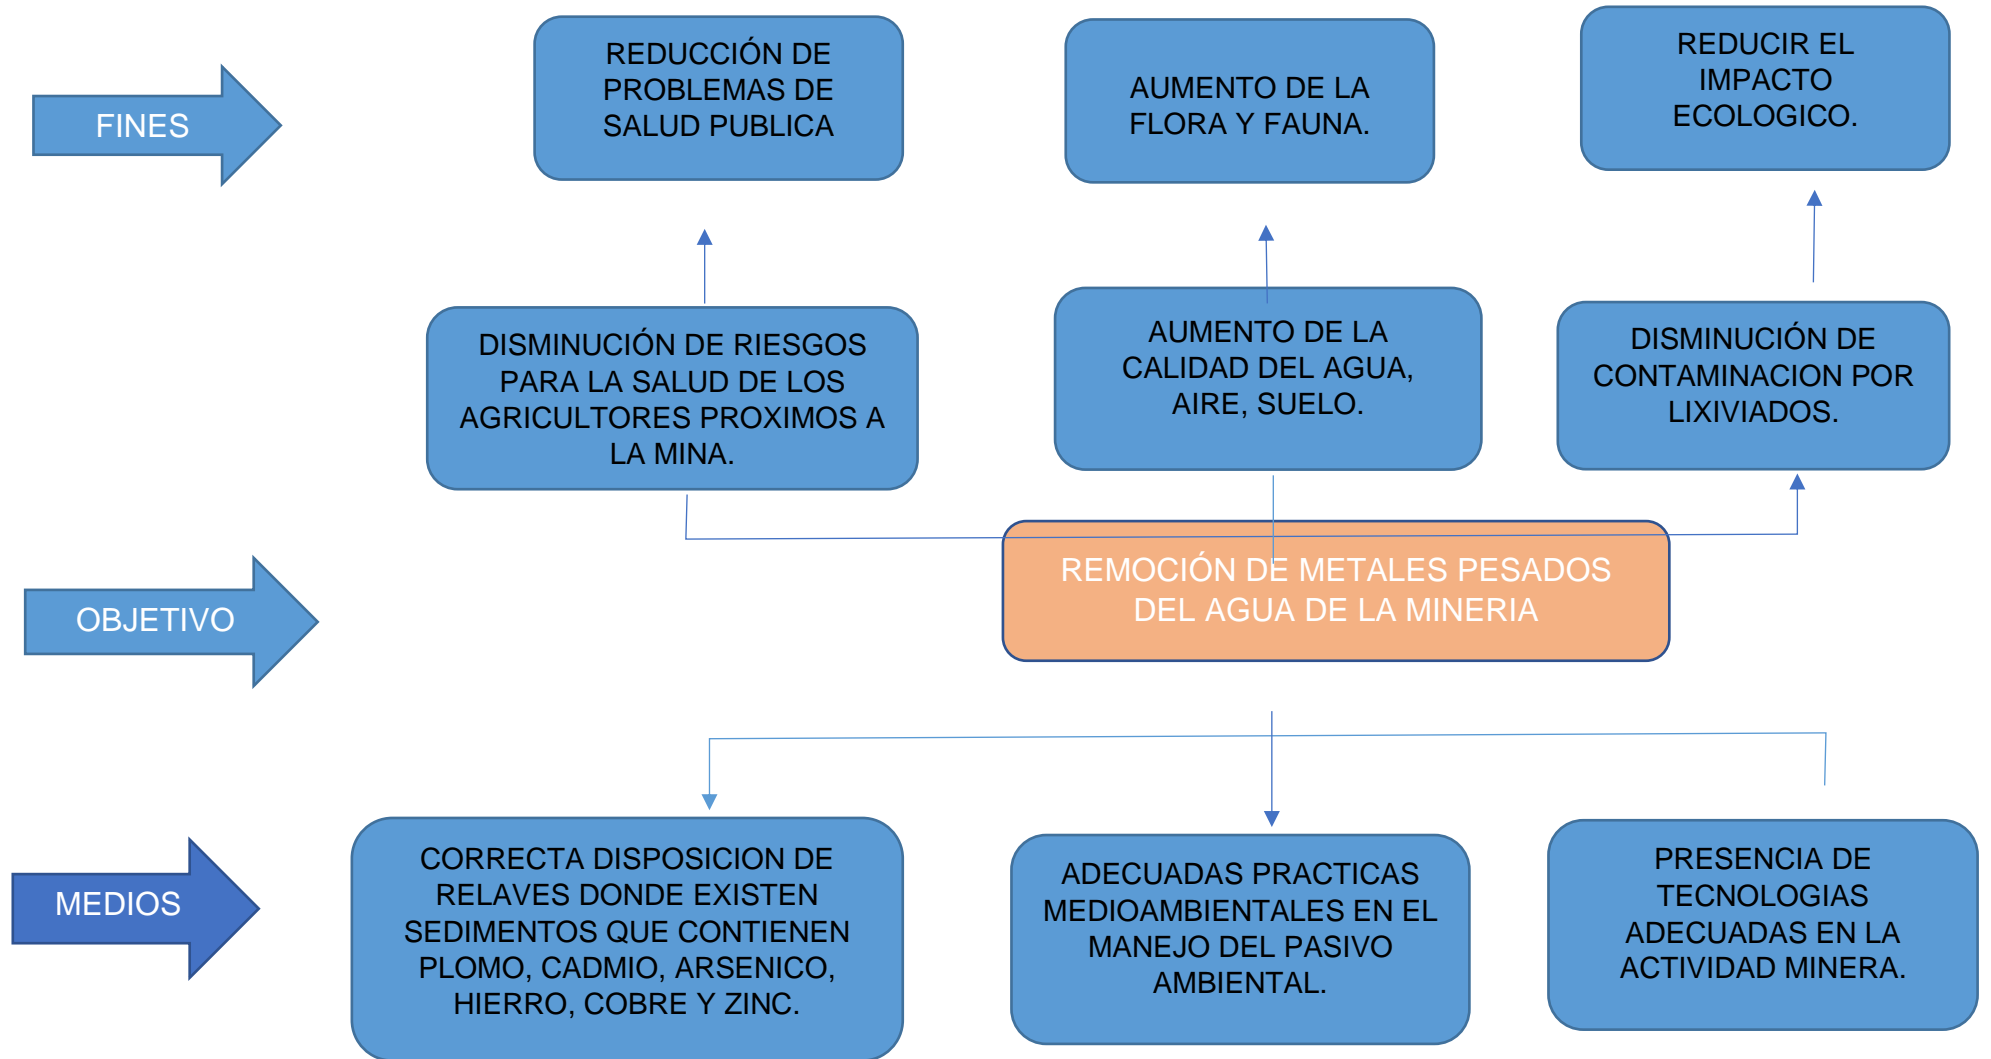 FINES
REDUCCIÓN DE
PROBLEMAS DE
SALUD PUBLICA
AUMENTO DE LA
FLORA Y FAUNA.
REDUCIR EL
IMPACTO
ECOLOGICO.
DISMINUCIÓN DE RIESGOS
PARA LA SALUD DE LOS
AGRICULTORES PROXIMOS A
LA MINA.
AUMENTO DE LA
CALIDAD DEL AGUA,
AIRE, SUELO.
DISMINUCIÓN DE
CONTAMINACION POR
LIXIVIADOS.
OBJETIVO
REMOCIÓN DE METALES PESADOS
DEL AGUA DE LA MINERIA
MEDIOS
CORRECTA DISPOSICION DE
RELAVES DONDE EXISTEN
SEDIMENTOS QUE CONTIENEN
PLOMO, CADMIO, ARSENICO,
HIERRO, COBRE Y ZINC.
ADECUADAS PRACTICAS
MEDIOAMBIENTALES EN EL
MANEJO DEL PASIVO
AMBIENTAL.
PRESENCIA DE
TECNOLOGIAS
ADECUADAS EN LA
ACTIVIDAD MINERA.